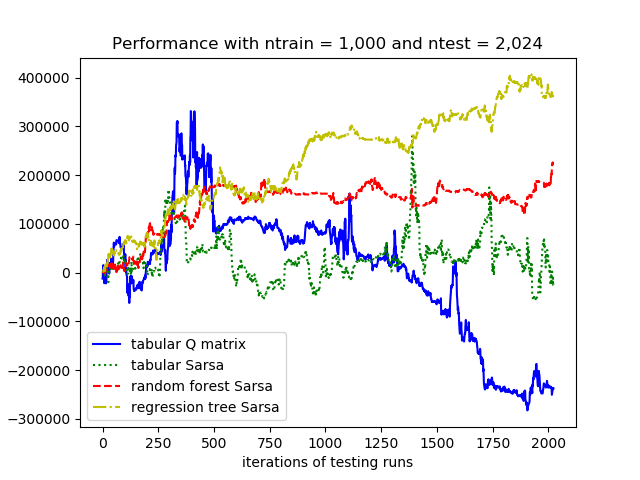 Performance with ntrain = 1,000 and ntest = 2,024
400000
300000
200000
100000
0
−100000
−200000
−300000
tabular Q matrix
tabular Sarsa
random forest Sarsa
regression tree Sarsa
0 250 500 750 1000 1250 1500 1750 2000
iterations of testing runs